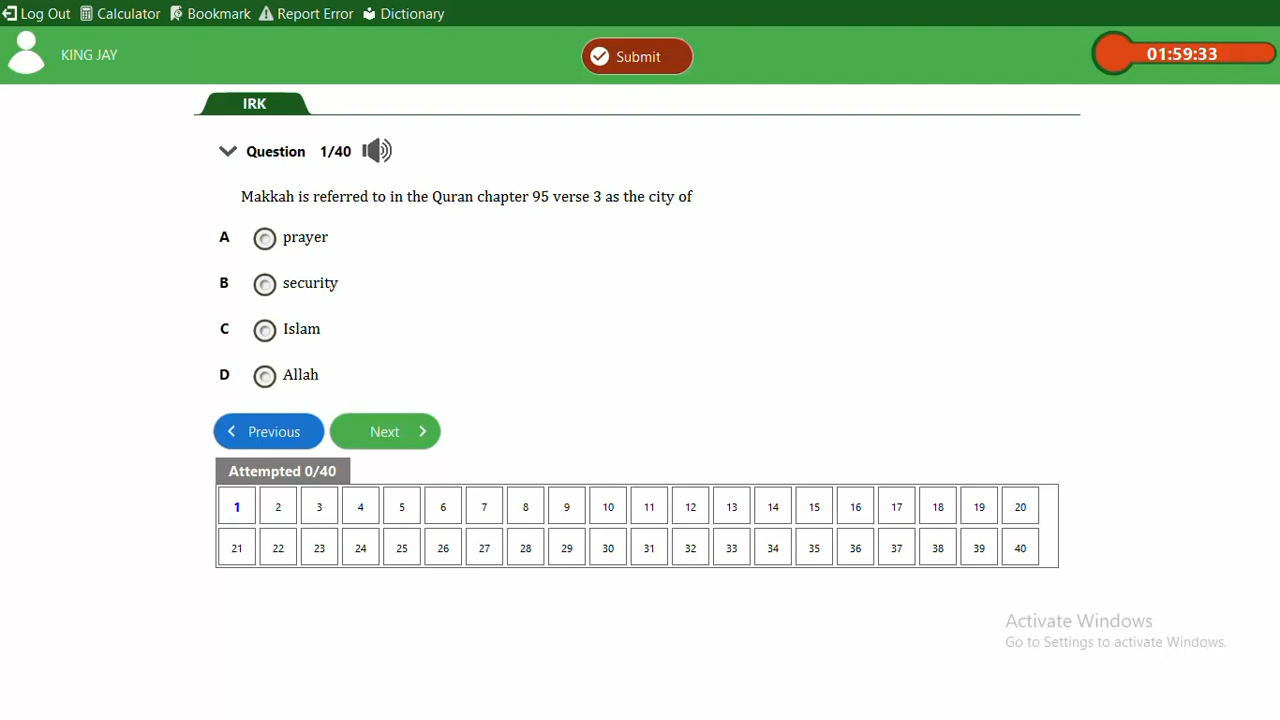 Log Out Calculator Bookmark Report Error Dictionary
KING JAY
Submit
01:59:33
IRK
Question 1/40
Makkah is referred to in the Quran chapter 95 verse 3 as the city of
A prayer
B security
C Islam
D Allah
Previous Next
Attempted 0/40
1 2 3 4 5 6 7 8 9 10 11 12 13 14 15 16 17 18 19 20
21 22 23 24 25 26 27 28 29 30 31 32 33 34 35 36 37 38 39 40
Activate Windows
Go to Settings to activate Windows.